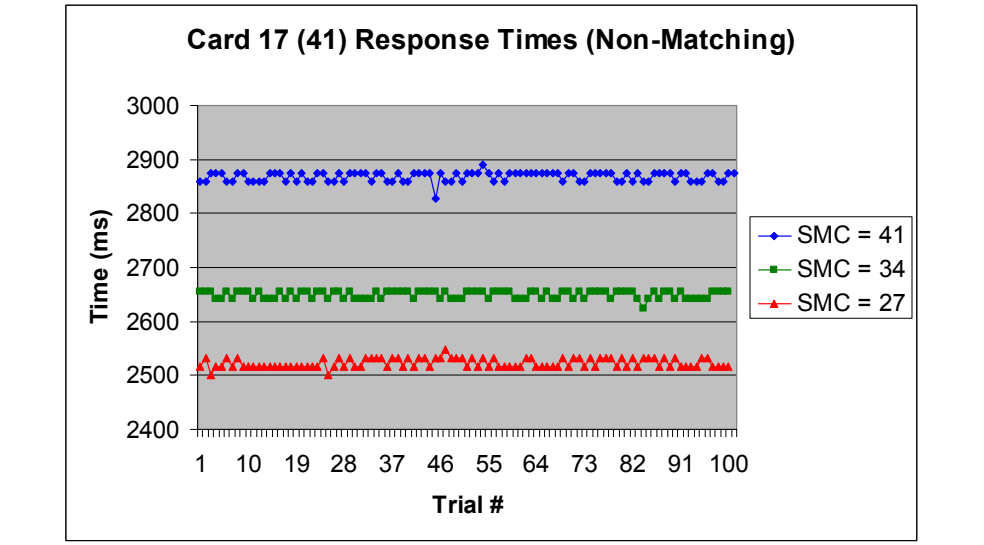 Card 17 (41) Response Times (Non-Matching)
3000
2900
2800
2700
2600
2500
2400
Time (ms)
1 10 19 28 37 46 55 64 73 82 91 100
Trial #
SMC = 41
SMC = 34
SMC = 27